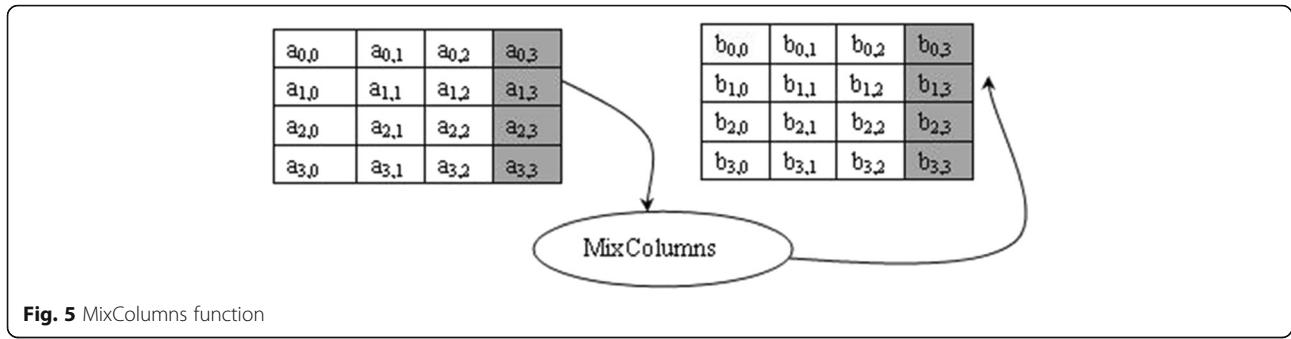 a0,0 a0,1 a0,2 a0,3
a1,0 a1,1 a1,2 a1,3
a2,0 a2,1 a2,2 a2,3
a3,0 a3,1 a3,2 a3,3
b0,0 b0,1 b0,2 b0,3
b1,0 b1,1 b1,2 b1,3
b2,0 b2,1 b2,2 b2,3
b3,0 b3,1 b3,2 b3,3
MixColumns
Fig. 5 MixColumns function